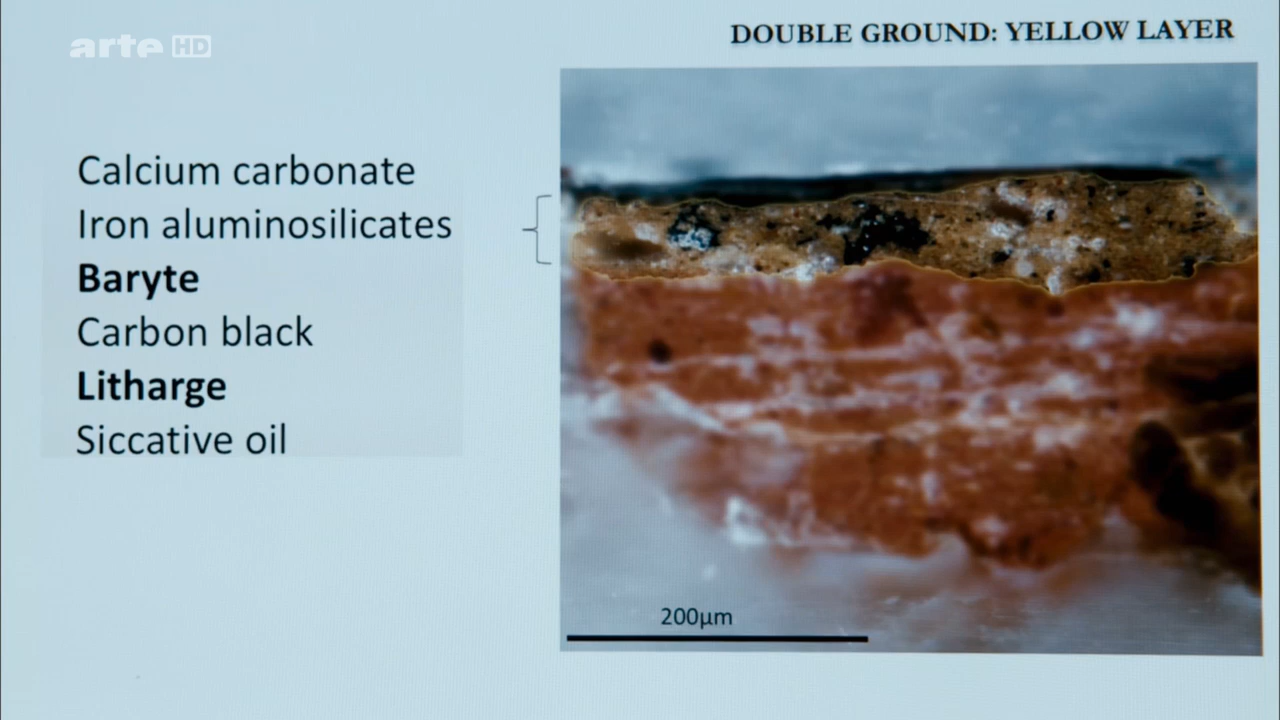 arte HD
DOUBLE GROUND: YELLOW LAYER
Calcium carbonate
Iron aluminosilicates
Baryte
Carbon black
Litharge
Siccative oil
200µm